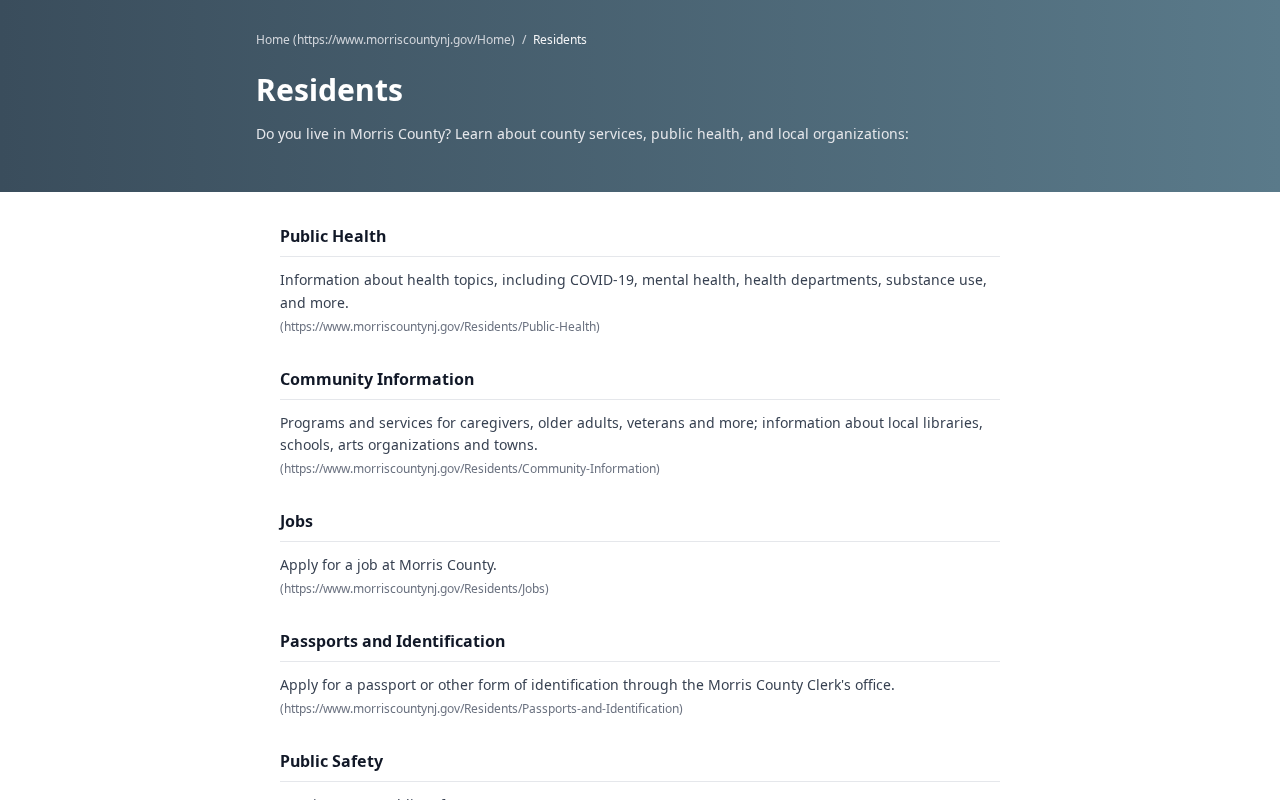 Home (https://www.morriscountynj.gov/Home) / Residents
Residents
Do you live in Morris County? Learn about county services, public health, and local organizations:
Public Health
Information about health topics, including COVID-19, mental health, health departments, substance use,
and more.
(https://www.morriscountynj.gov/Residents/Public-Health)
Community Information
Programs and services for caregivers, older adults, veterans and more; information about local libraries,
schools, arts organizations and towns.
(https://www.morriscountynj.gov/Residents/Community-Information)
Jobs
Apply for a job at Morris County.
(https://www.morriscountynj.gov/Residents/Jobs)
Passports and Identification
Apply for a passport or other form of identification through the Morris County Clerk's office.
(https://www.morriscountynj.gov/Residents/Passports-and-Identification)
Public Safety